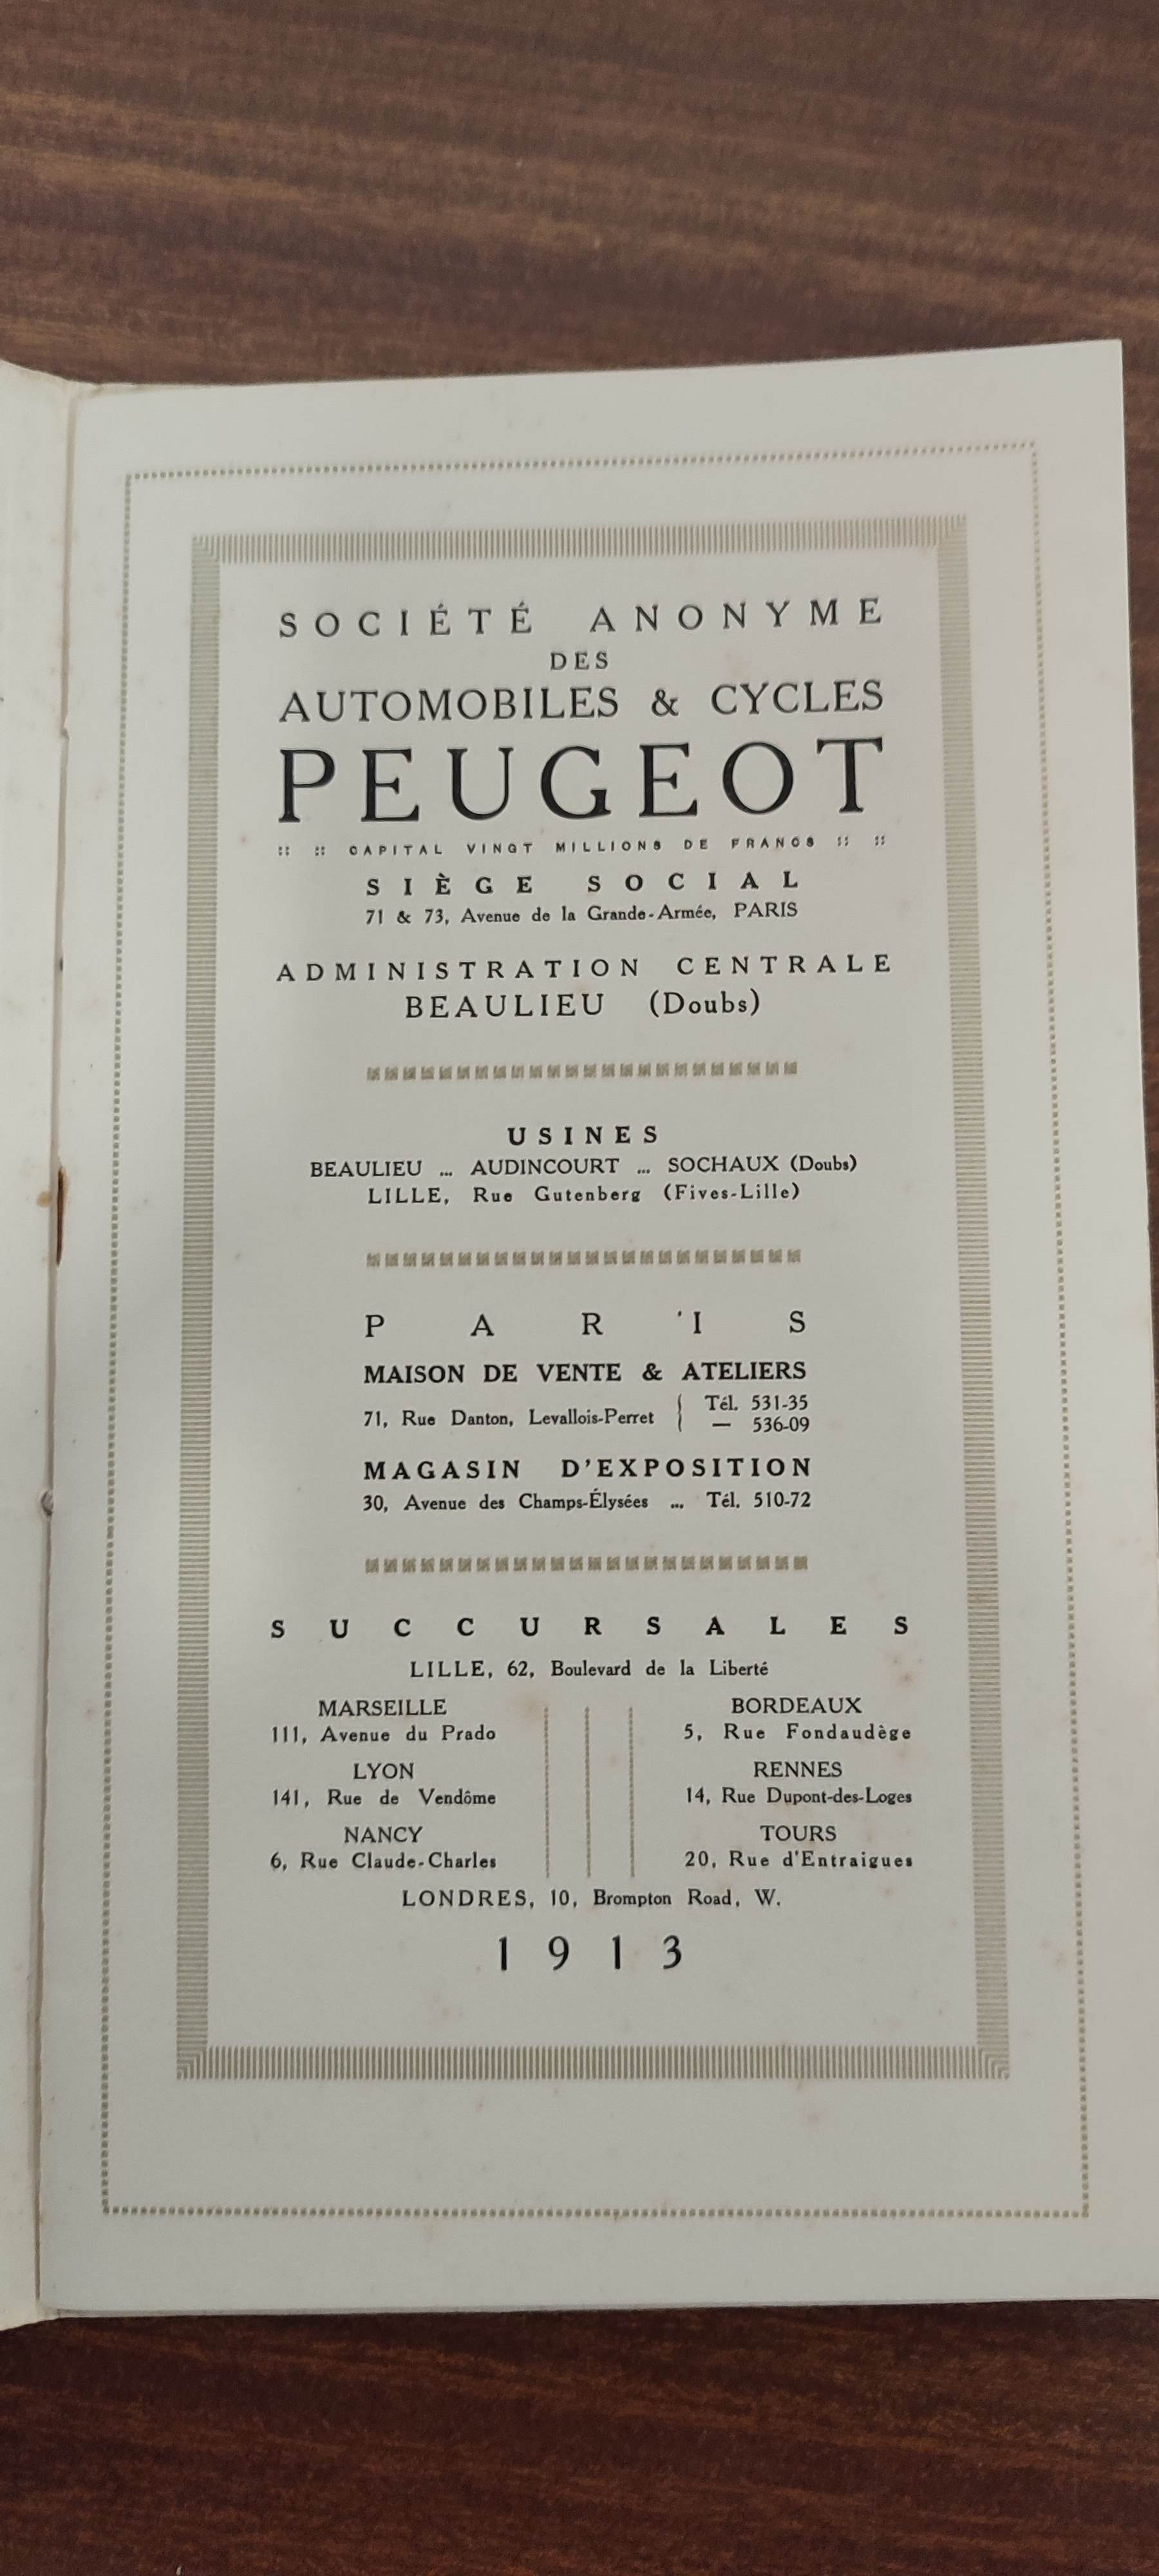 SOCIÉTÉ ANONYME
DES
AUTOMOBILES & CYCLES
PEUGEOT
:: :: CAPITAL VINGT MILLIONS DE FRANCS :: ::
SIÈGE SOCIAL
71 & 73, Avenue de la Grande-Armée, PARIS
ADMINISTRATION CENTRALE
BEAULIEU (Doubs)
USINES
BEAULIEU ... AUDINCOURT ... SOCHAUX (Doubs)
LILLE, Rue Gutenberg (Fives-Lille)
PARIS
MAISON DE VENTE & ATELIERS
71, Rue Danton, Levallois-Perret { Tél. 531-35
— 536-09
MAGASIN D'EXPOSITION
30, Avenue des Champs-Élysées ... Tél. 510-72
SUCCURSALES
LILLE, 62, Boulevard de la Liberté
MARSEILLE
111, Avenue du Prado
LYON
141, Rue de Vendôme
NANCY
6, Rue Claude-Charles
BORDEAUX
5, Rue Fondaudège
RENNES
14, Rue Dupont-des-Loges
TOURS
20, Rue d'Entraigues
LONDRES, 10, Brompton Road, W.
1913